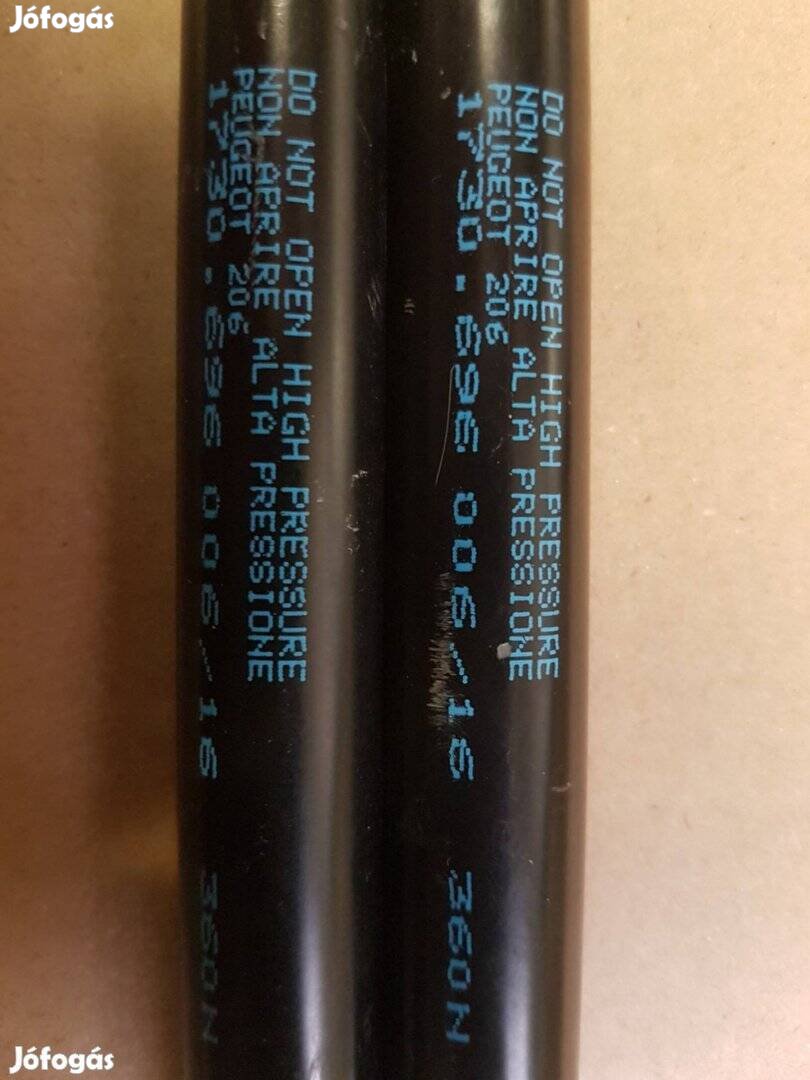 Jófogás
DO NOT OPEN HIGH PRESSURE
NON APRIRE ALTA PRESSIONE
PEUGEOT 206
1730.696 006/16 360N
DO NOT OPEN HIGH PRESSURE
NON APRIRE ALTA PRESSIONE
PEUGEOT 206
1730.696 006/16 360N
Jófogás